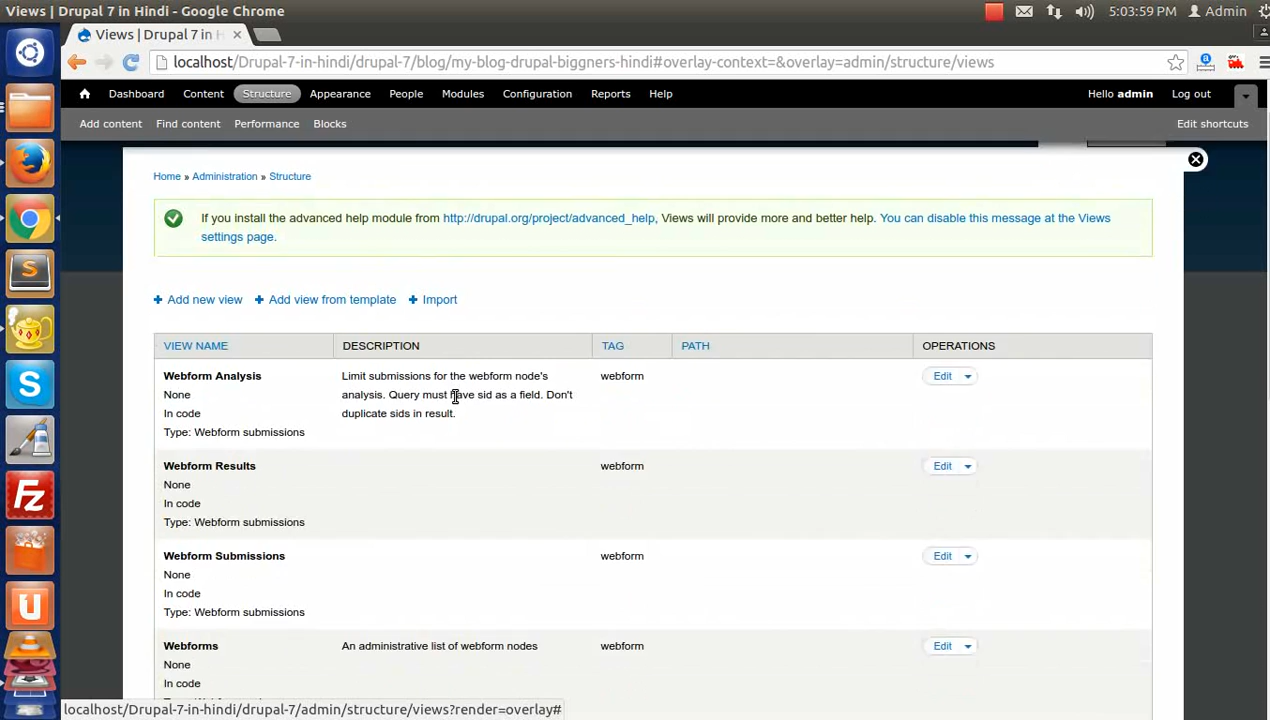 Views | Drupal 7 in Hindi - Google Chrome
5:03:59 PM
Admin
Views | Drupal 7 in H
localhost/Drupal-7-in-hindi/drupal-7/blog/my-blog-drupal-biggners-hindi#overlay-context=&overlay=admin/structure/views
Dashboard Content Structure Appearance People Modules Configuration Reports Help
Hello admin Log out
Add content Find content Performance Blocks
Edit shortcuts
Home » Administration » Structure
If you install the advanced help module from http://drupal.org/project/advanced_help, Views will provide more and better help. You can disable this message at the Views
settings page.
Add new view Add view from template Import
VIEW NAME DESCRIPTION TAG PATH OPERATIONS
Webform Analysis
None
In code
Type: Webform submissions
Limit submissions for the webform node's
analysis. Query must have sid as a field. Don't
duplicate sids in result.
webform
Edit
Webform Results
None
In code
Type: Webform submissions
webform
Edit
Webform Submissions
None
In code
Type: Webform submissions
webform
Edit
Webforms
None
In code
An administrative list of webform nodes
webform
Edit
localhost/Drupal-7-in-hindi/drupal-7/admin/structure/views?render=overlay#